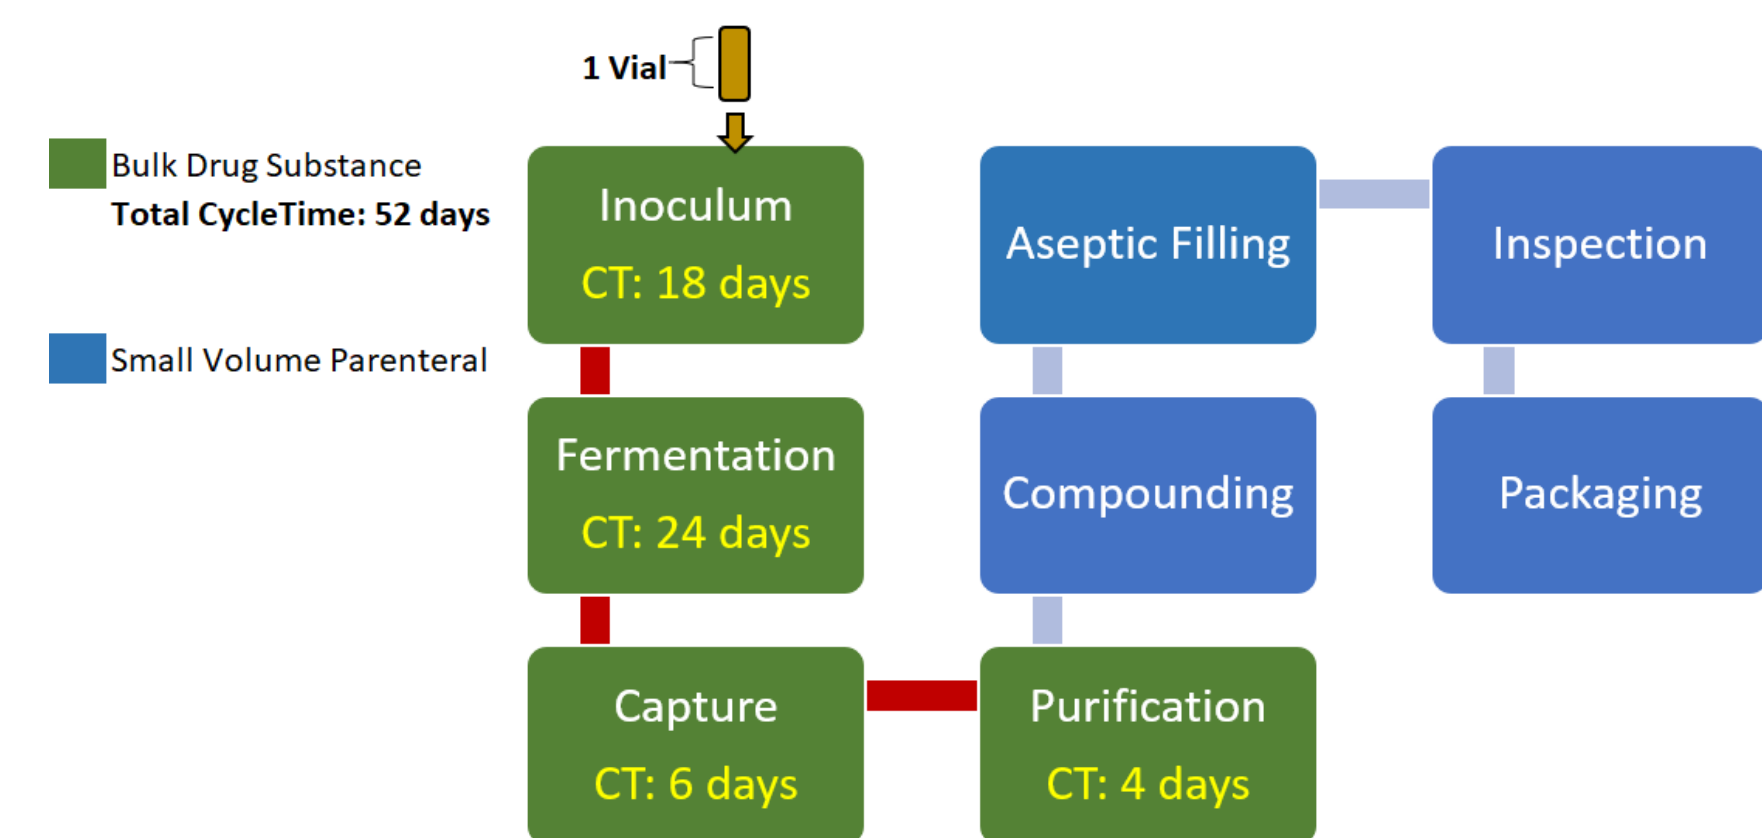 1 Vial
Bulk Drug Substance
Total CycleTime: 52 days
Small Volume Parenteral
Inoculum
CT: 18 days
Fermentation
CT: 24 days
Capture
CT: 6 days
Purification
CT: 4 days
Compounding
Aseptic Filling
Inspection
Packaging